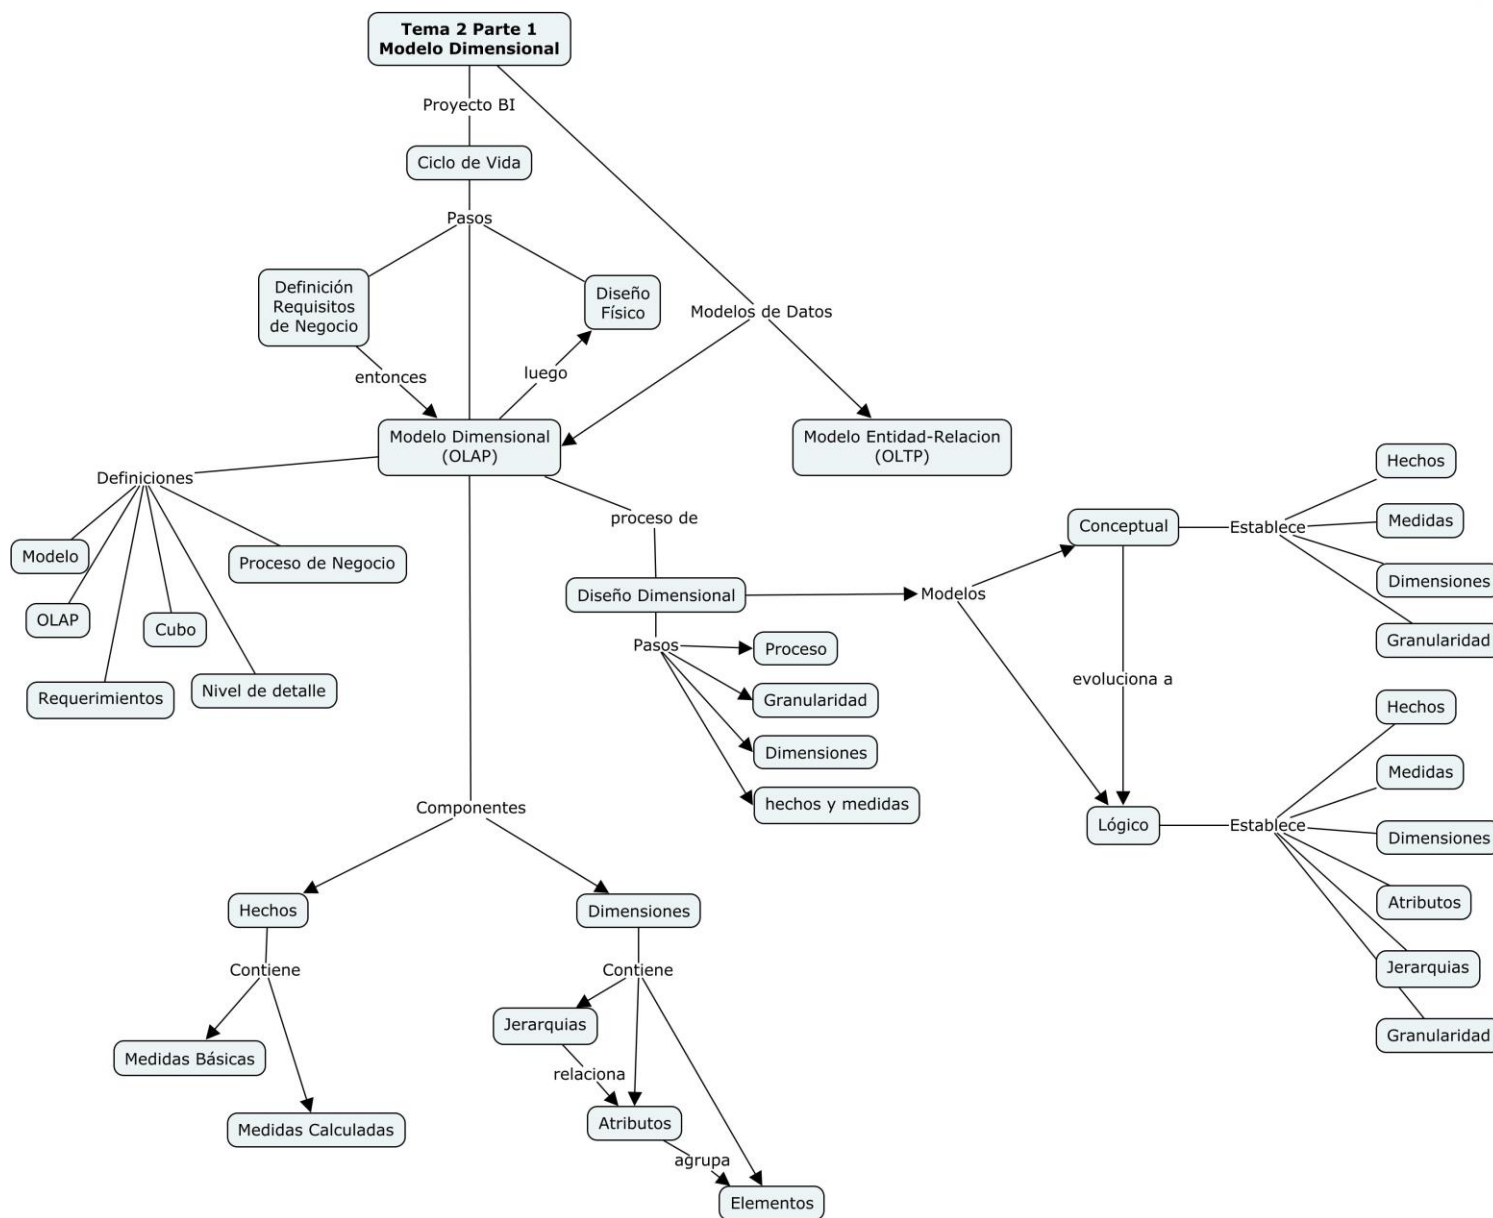 Tema 2 Parte 1
Modelo Dimensional
Proyecto BI
Ciclo de Vida
Pasos
Definición
Requisitos
de Negocio
Diseño
Físico
Modelos de Datos
entonces
luego
Modelo Dimensional
(OLAP)
Modelo Entidad-Relacion
(OLTP)
Definiciones
Modelo
OLAP
Requerimientos
Cubo
Nivel de detalle
Proceso de Negocio
proceso de
Diseño Dimensional
Pasos
Proceso
Granularidad
Dimensiones
hechos y medidas
Modelos
Conceptual
Establece
Hechos
Medidas
Dimensiones
Granularidad
evoluciona a
Lógico
Establece
Hechos
Medidas
Dimensiones
Atributos
Jerarquias
Granularidad
Componentes
Hechos
Contiene
Medidas Básicas
Medidas Calculadas
Dimensiones
Contiene
Jerarquias
relaciona
Atributos
agrupa
Elementos